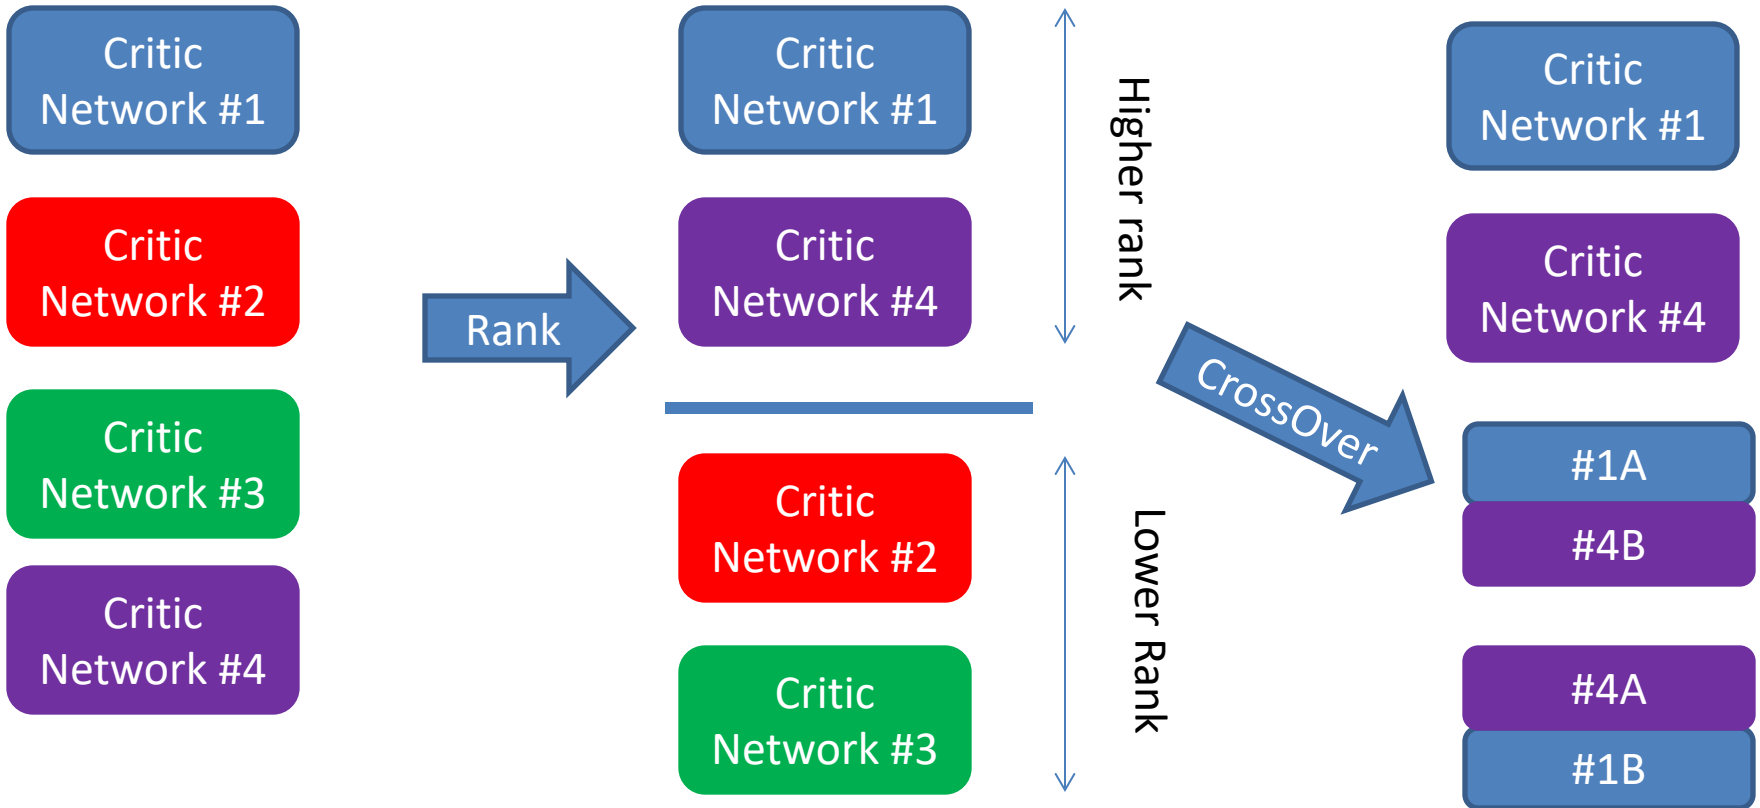 Critic
Network #1
Critic
Network #2
Critic
Network #3
Critic
Network #4
Rank
Critic
Network #1
Critic
Network #4
Critic
Network #2
Critic
Network #3
Higher rank
Lower Rank
CrossOver
Critic
Network #1
Critic
Network #4
#1A
#4B
#4A
#1B